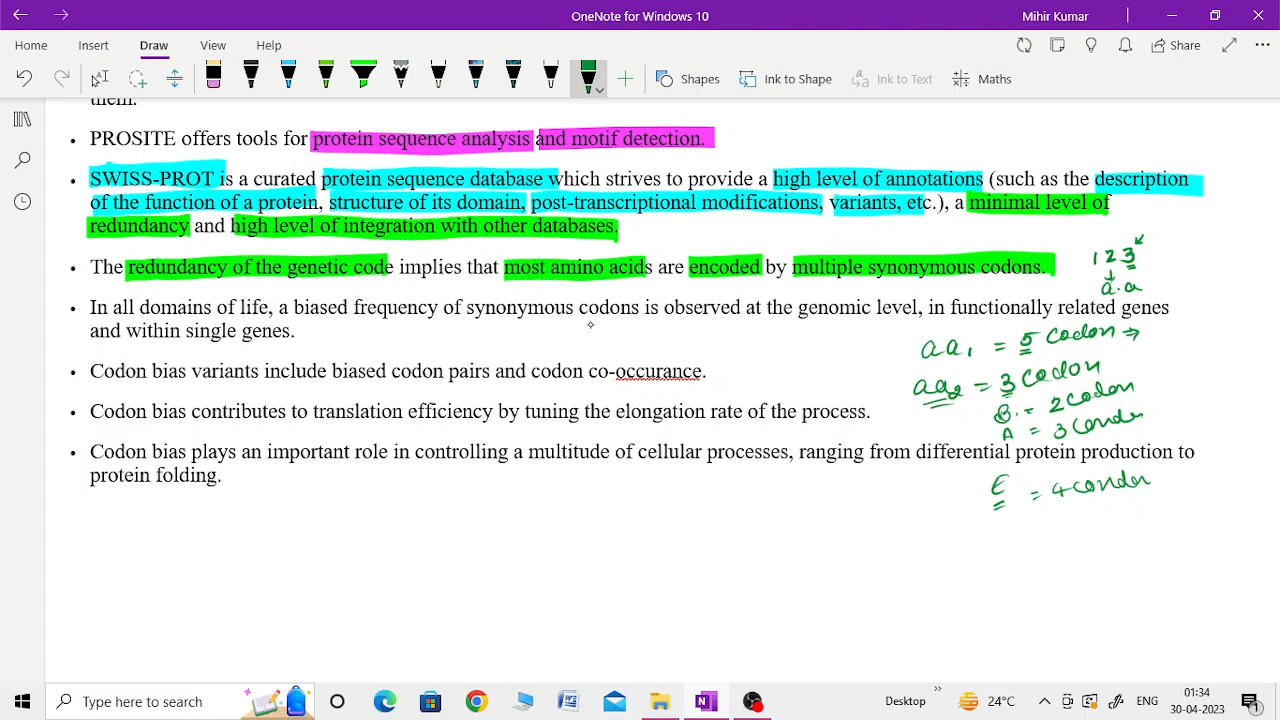 OneNote for Windows 10
Mihir Kumar
Home Insert Draw View Help
Share
Shapes Ink to Shape Ink to Text Maths
them.
• PROSITE offers tools for protein sequence analysis and motif detection.
• SWISS-PROT is a curated protein sequence database which strives to provide a high level of annotations (such as the description
of the function of a protein, structure of its domain, post-transcriptional modifications, variants, etc.), a minimal level of
redundancy and high level of integration with other databases.
1 2 3
• The redundancy of the genetic code implies that most amino acids are encoded by multiple synonymous codons.
a.a
• In all domains of life, a biased frequency of synonymous codons is observed at the genomic level, in functionally related genes
and within single genes.
aa1 = 5 codon →
• Codon bias variants include biased codon pairs and codon co-occurance.
aa2 = 3 codon
• Codon bias contributes to translation efficiency by tuning the elongation rate of the process.
= 2 codon
A = 3 conder
• Codon bias plays an important role in controlling a multitude of cellular processes, ranging from differential protein production to
protein folding.
E = 4 conder
Type here to search
Desktop
24°C
01:34
30-04-2023